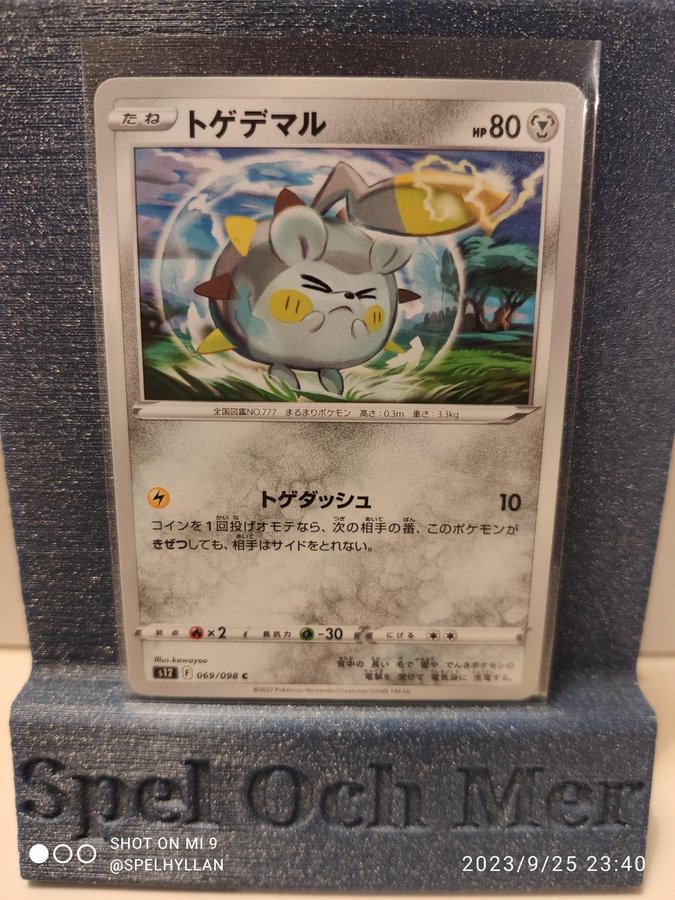 たね トゲデマル HP 80
全国図鑑NO.777 まるまりポケモン 高さ:0.3m 重さ:3.3kg
トゲダッシュ 10
コインを1回投げオモテなら、次の相手の番、このポケモンが
きぜつしても、相手はサイドをとれない。
弱点 ×2 抵抗力 -30 にげる
Illus.kawayoo
s12 F 069/098 C
背中の 長い 毛で 雷や でんきポケモンの
電撃を 受けて 電気袋に 充電する。
©2022 Pokémon/Nintendo/Creatures/GAME FREAK.
Spel Och Mer
SHOT ON MI 9
@SPELHYLLAN
2023/9/25 23:40